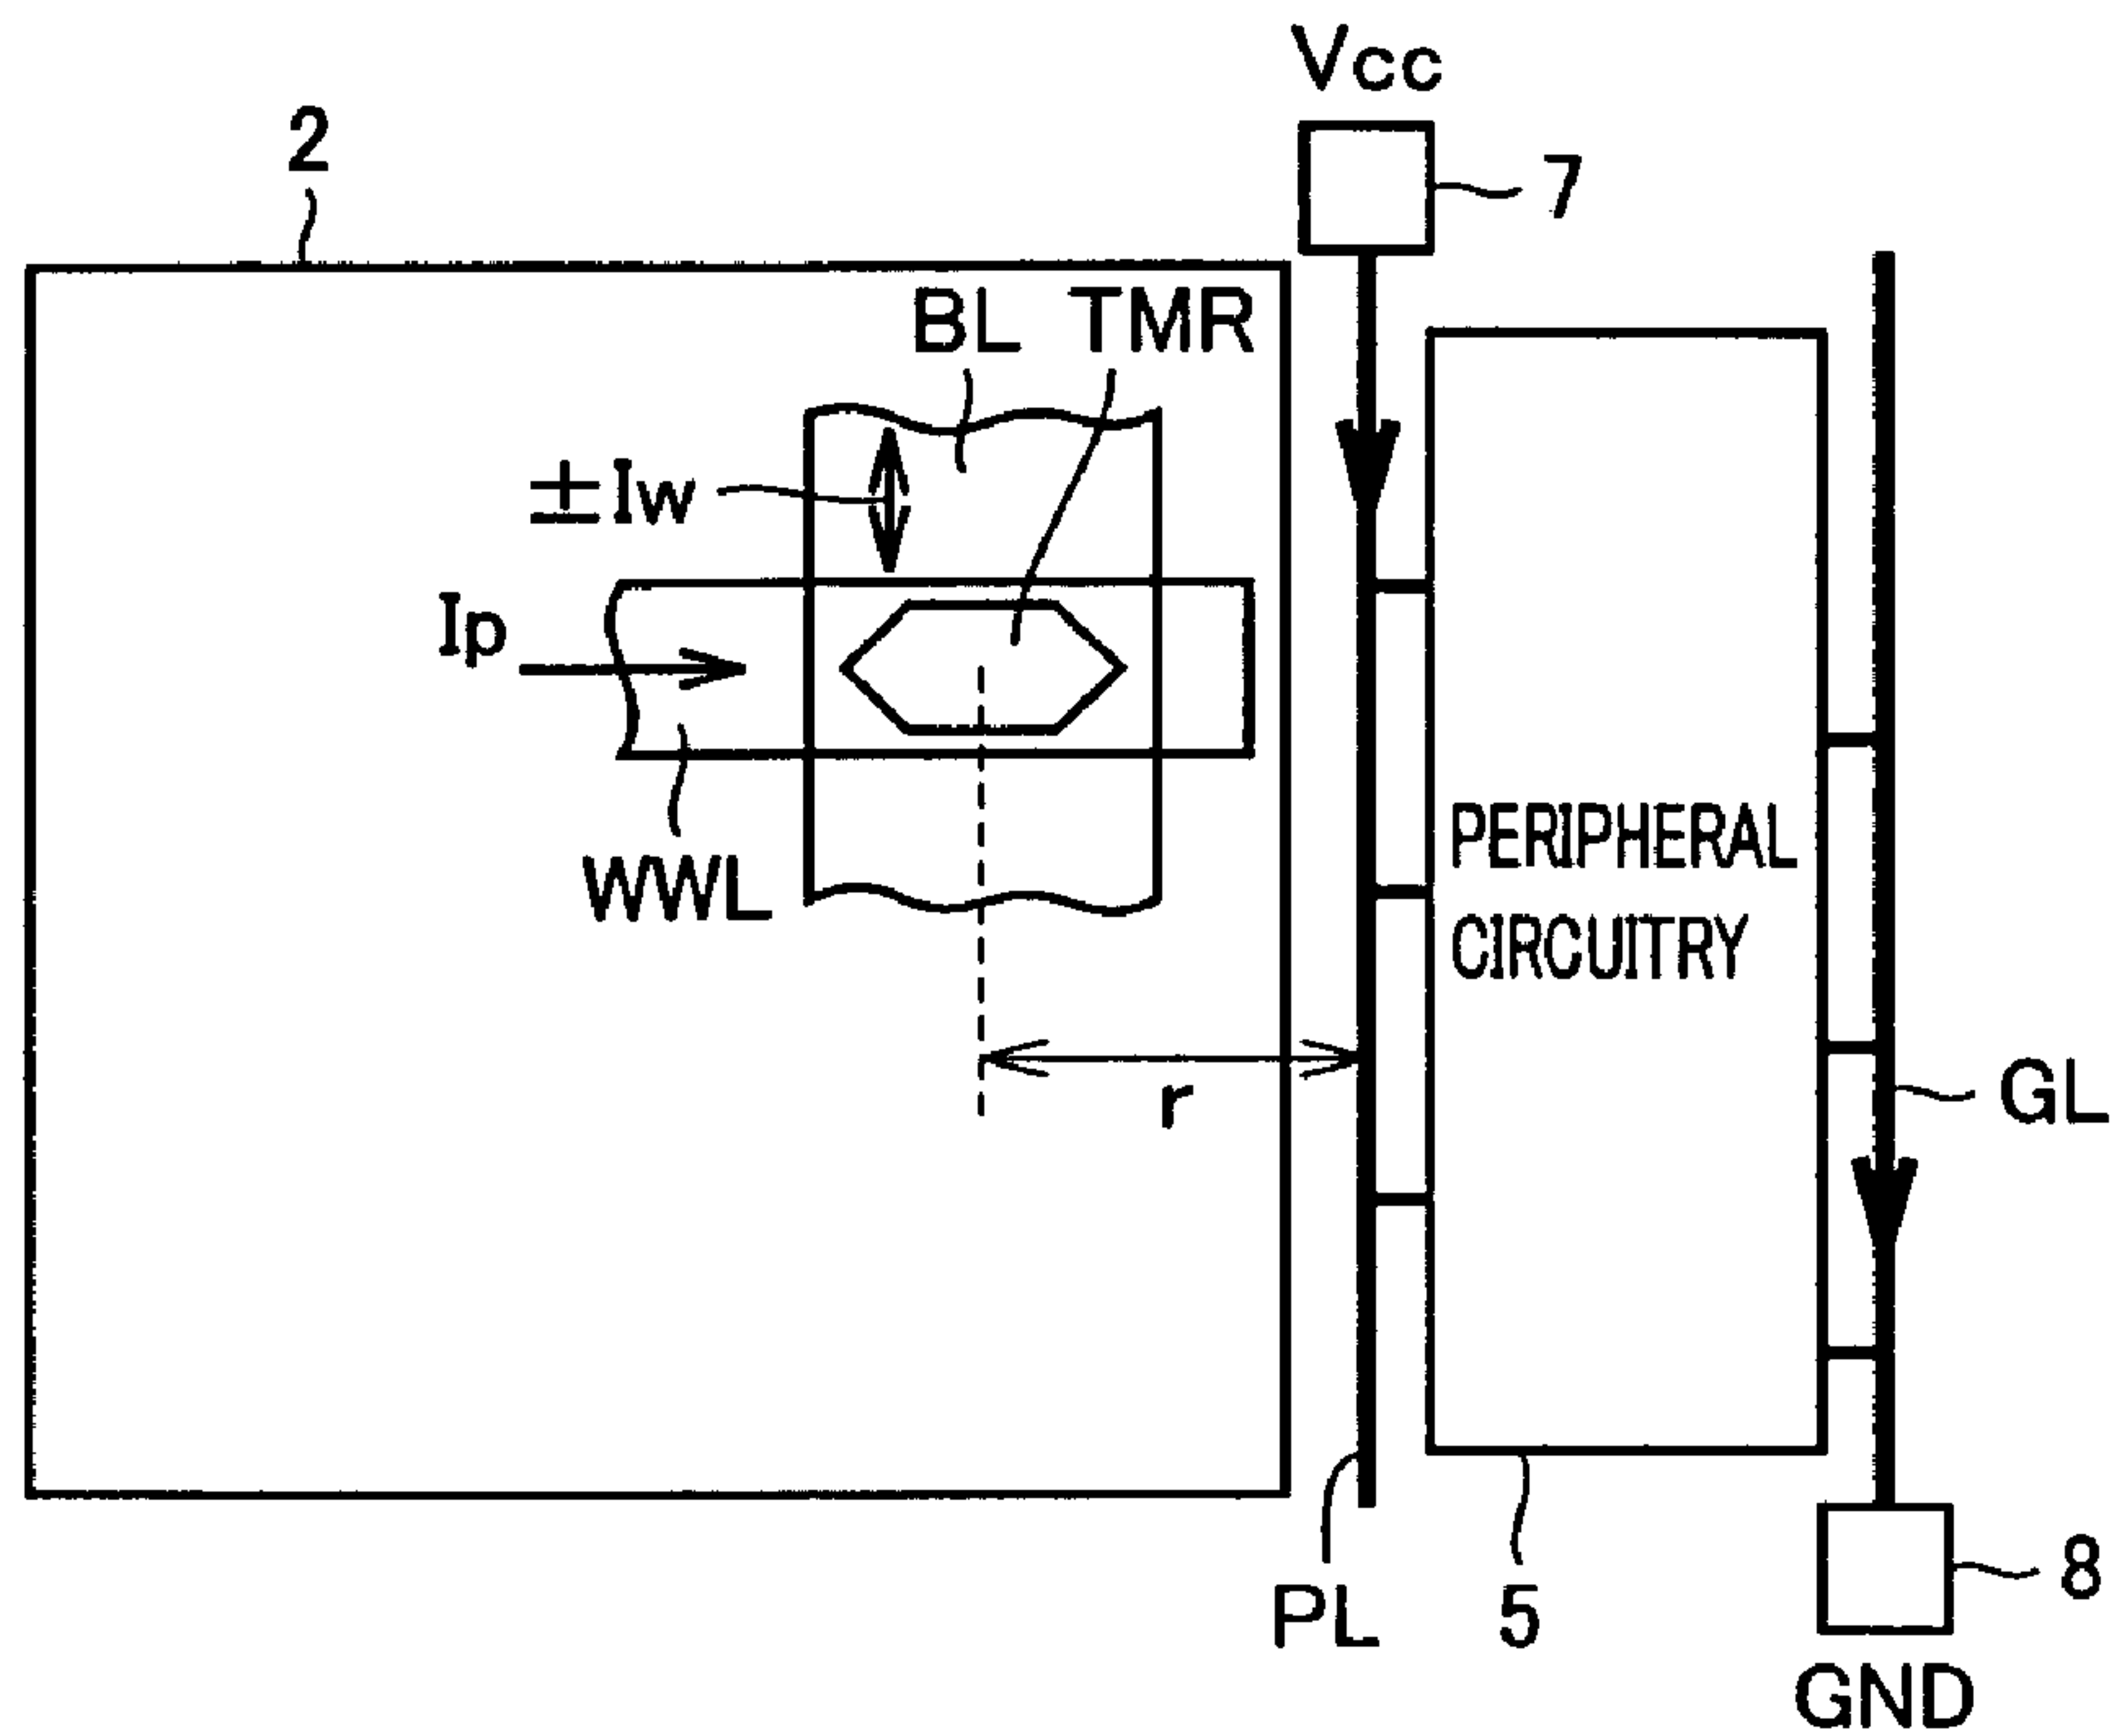 Vcc
2
7
BL TMR
±Iw
Ip
PERIPHERAL
CIRCUITRY
WWL
r
GL
PL
5
8
GND